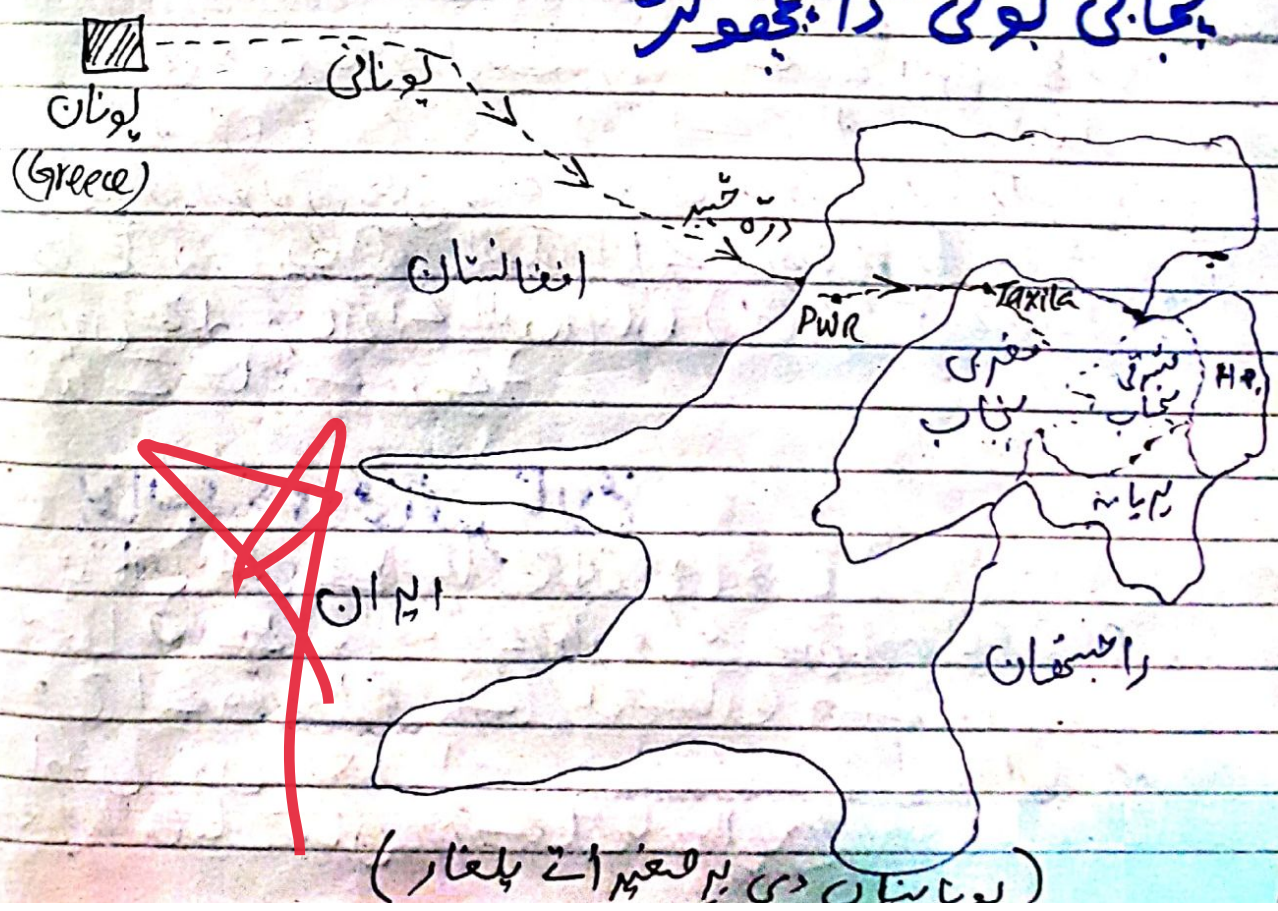 پنجابی بولی دا پچھوکڑ
یونان
(Greece)
یونانی
درّہ خیبر
افغانستان
PWR
Taxila
مغربی پنجاب
مشرقی پنجاب
H.P.
ہریانہ
ایران
راجستھان
(یونانیاں دی برصغیر اتے یلغار)